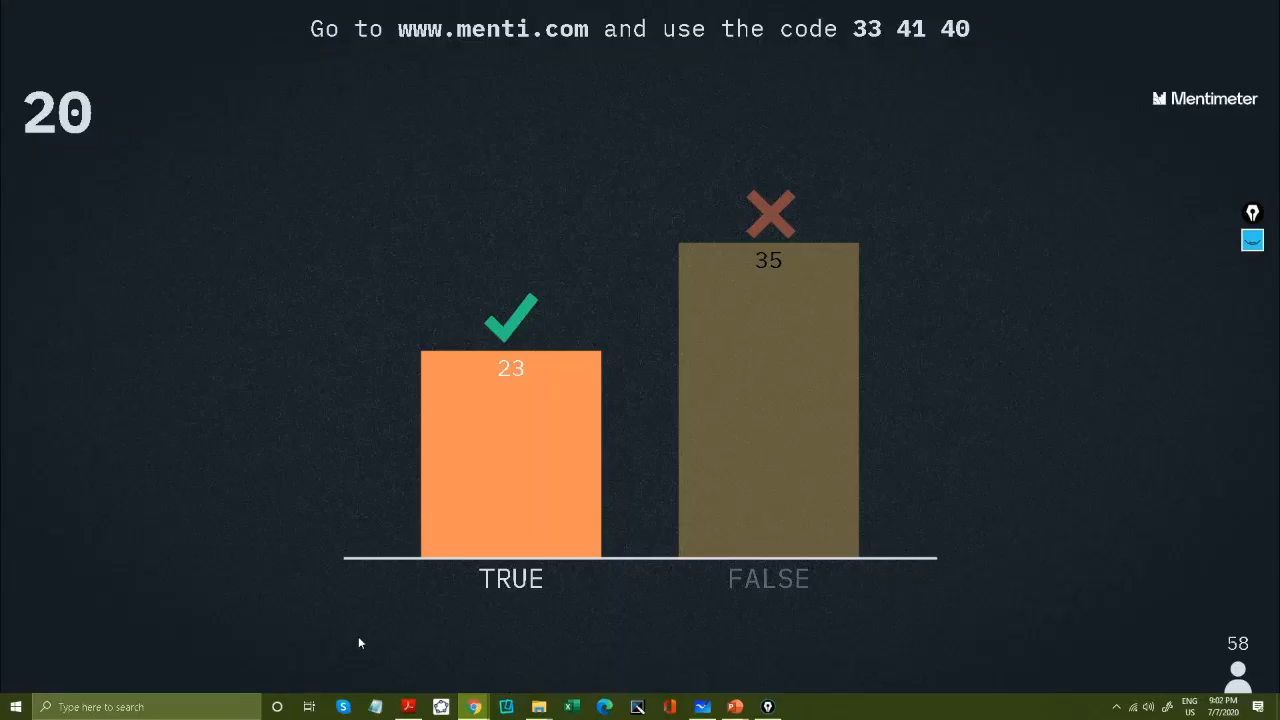 Go to www.menti.com and use the code 33 41 40
20
Mentimeter
35
23
TRUE
FALSE
58
Type here to search
ENG
US
9:02 PM
7/7/2020